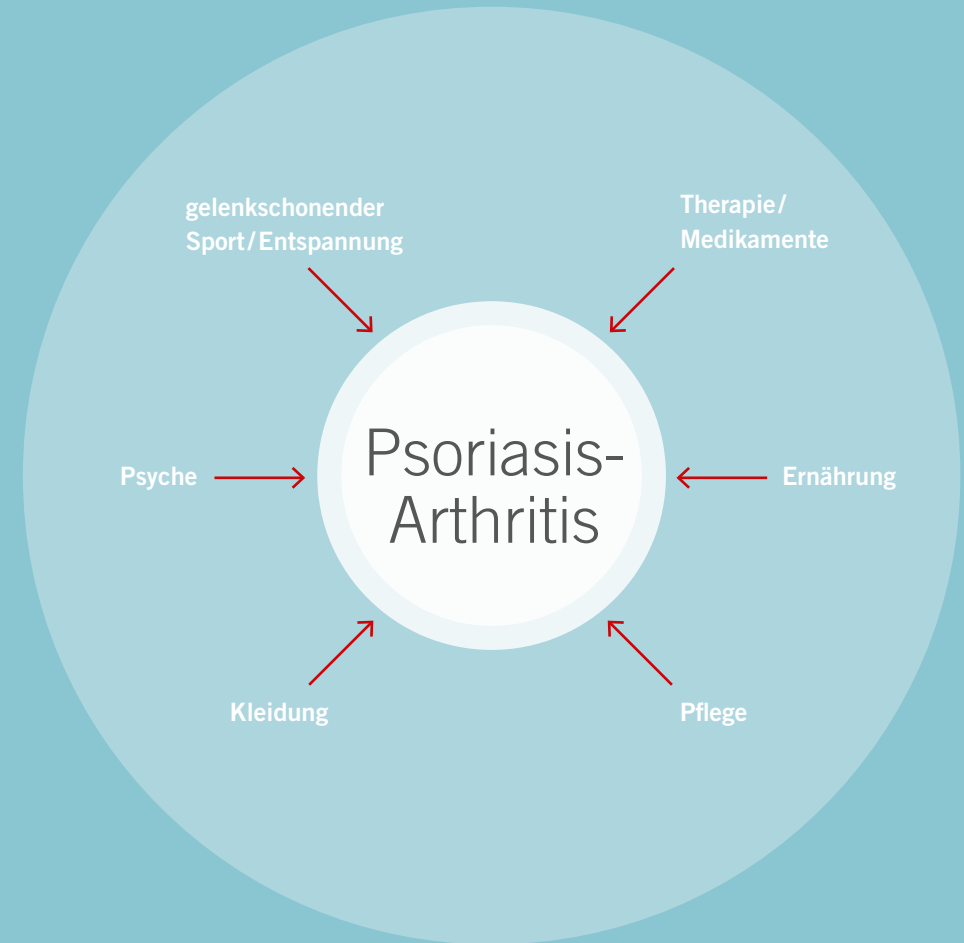 gelenkschonender
Sport/Entspannung
Therapie/
Medikamente
Psoriasis-
Arthritis
Psyche
Ernährung
Kleidung
Pflege